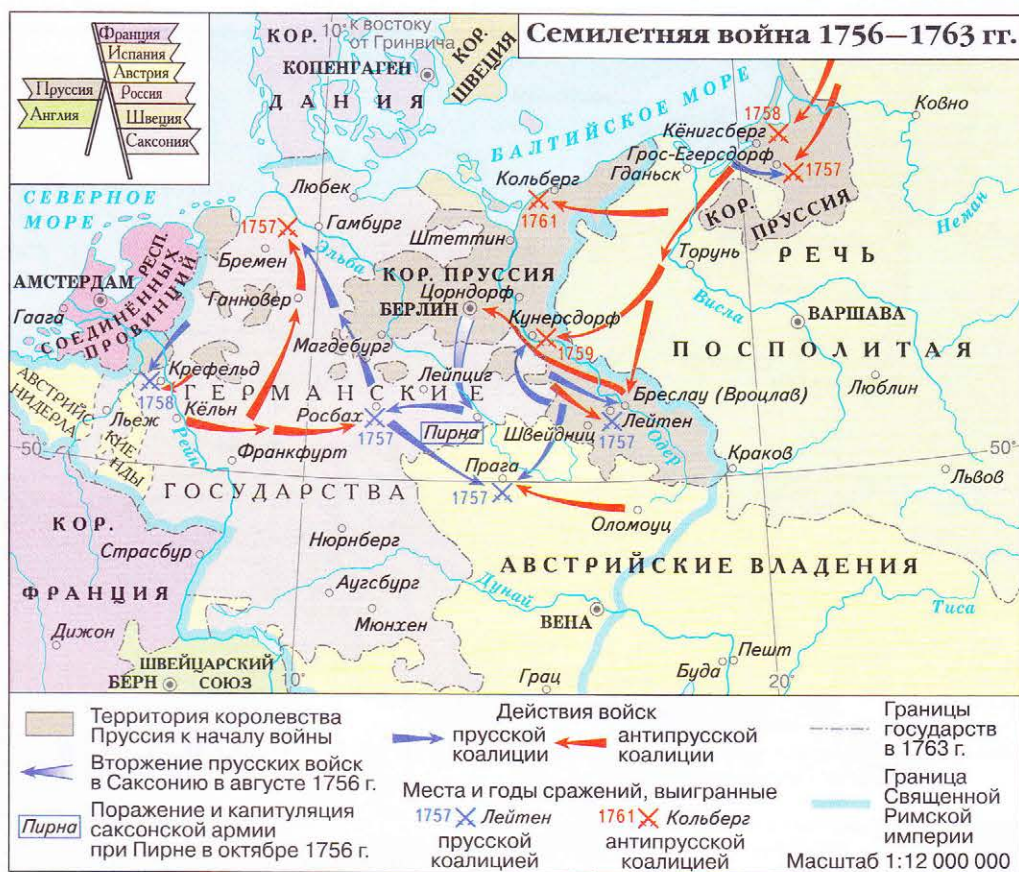 Семилетняя война 1756–1763 гг.
Франция
Испания
Австрия
Пруссия
Россия
Англия
Швеция
Саксония
10° к востоку
от Гринвича
КОР.
ШВЕЦИЯ
КОР.
КОПЕНГАГЕН
ДАНИЯ
БАЛТИЙСКОЕ МОРЕ
СЕВЕРНОЕ
МОРЕ
Ковно
1758
Кёнигсберг
Грос-Егерсдорф
1757
Гданьск
КОР.
ПРУССИЯ
Неман
Любек
Кольберг
1761
1757
Гамбург
Эльба
Штеттин
Бремен
РЕЧЬ
Торунь
АМСТЕРДАМ
РЕСП.
СОЕДИНЁННЫХ
ПРОВИНЦИЙ
Гаага
Ганновер
КОР. ПРУССИЯ
Цорндорф
БЕРЛИН
Кунерсдорф
1759
Висла
ВАРШАВА
ПОСПОЛИТАЯ
Магдебург
Крефельд
1758
ГЕРМАНСКИЕ
Лейпциг
Люблин
Бреслау (Вроцлав)
АВСТРИЙС
КИЕ
НИДЕРЛА
НДЫ
Льеж
Кёльн
Росбах
1757
Пирна
Швейдниц
Лейтен
1757
Одер
50°
Рейн
Франкфурт
Прага
1757
Краков
50°
Львов
ГОСУДАРСТВА
Оломоуц
КОР.
ФРАНЦИЯ
Страсбур
Нюрнберг
АВСТРИЙСКИЕ ВЛАДЕНИЯ
Аугсбург
Дунай
Тиса
Мюнхен
ВЕНА
Дижон
Пешт
Буда
ШВЕЙЦАРСКИЙ
СОЮЗ
БЕРН
10°
Грац
20°
Территория королевства
Пруссия к началу войны
Вторжение прусских войск
в Саксонию в августе 1756 г.
Пирна
Поражение и капитуляция
саксонской армии
при Пирне в октябре 1756 г.
Действия войск
прусской
коалиции
антипрусской
коалиции
Места и годы сражений, выигранные
1757 Лейтен
прусской
коалицией
1761 Кольберг
антипрусской
коалицией
Границы
государств
в 1763 г.
Граница
Священной
Римской
империи
Масштаб 1:12 000 000